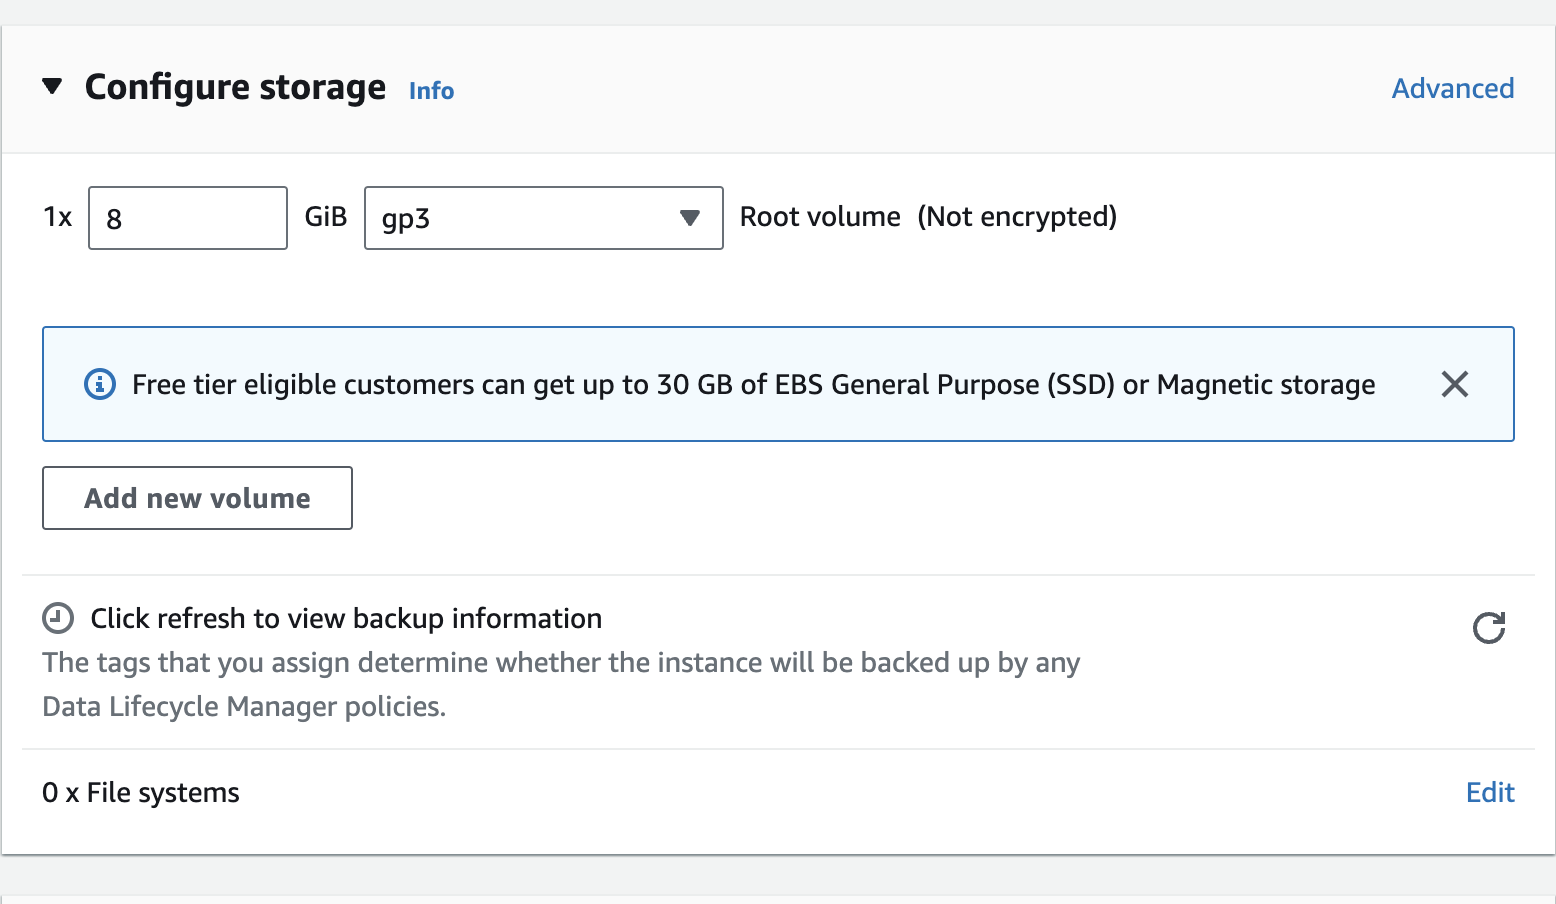 Configure storage Info Advanced
1x 8 GiB gp3 Root volume (Not encrypted)
Free tier eligible customers can get up to 30 GB of EBS General Purpose (SSD) or Magnetic storage
Add new volume
Click refresh to view backup information
The tags that you assign determine whether the instance will be backed up by any
Data Lifecycle Manager policies.
0 x File systems Edit